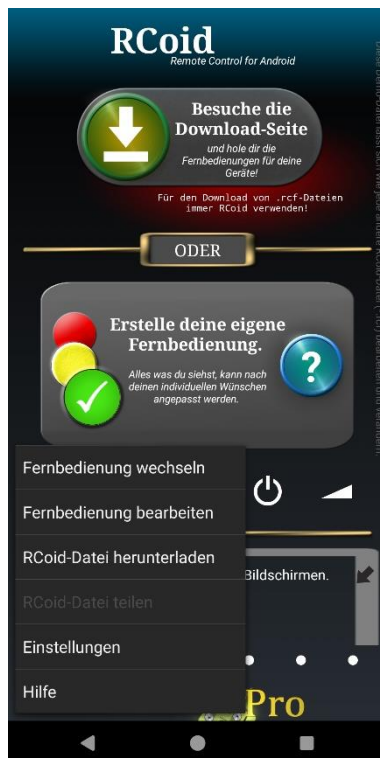 RCoid
Remote Control for Android
Besuche die
Download-Seite
und hole dir die
Fernbedienungen für deine
Geräte!
Für den Download von .rcf-Dateien
immer RCoid verwenden!
ODER
Erstelle deine eigene
Fernbedienung.
Alles was du siehst, kann nach
deinen individuellen Wünschen
angepasst werden.
?
Fernbedienung wechseln
Fernbedienung bearbeiten
RCoid-Datei herunterladen
Bildschirmen.
RCoid-Datei teilen
Einstellungen
Hilfe
Pro